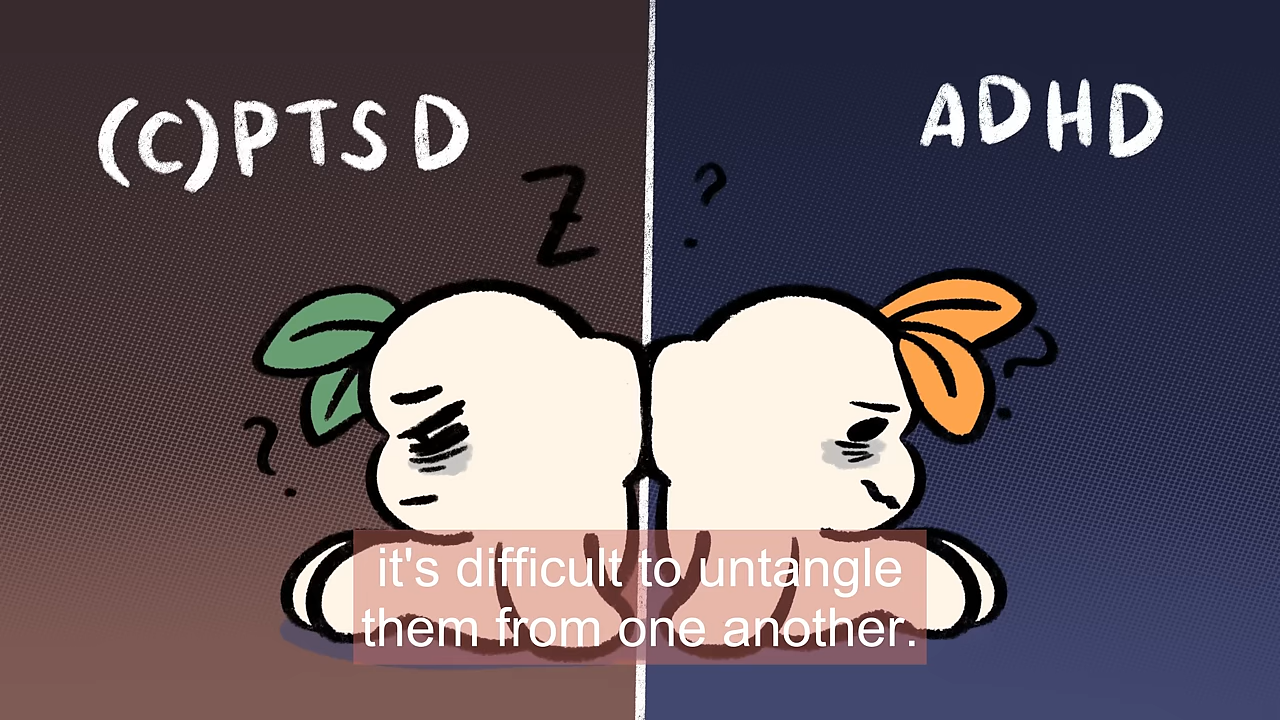 (C)PTSD
ADHD
Z
?
?
?
it's difficult to untangle
them from one another.